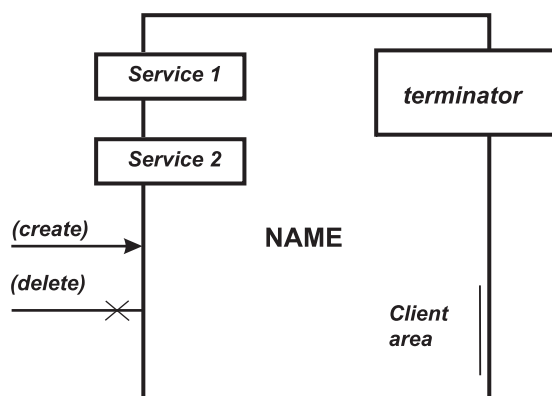 Service 1
terminator
Service 2
(create)
NAME
(delete)
Client
area